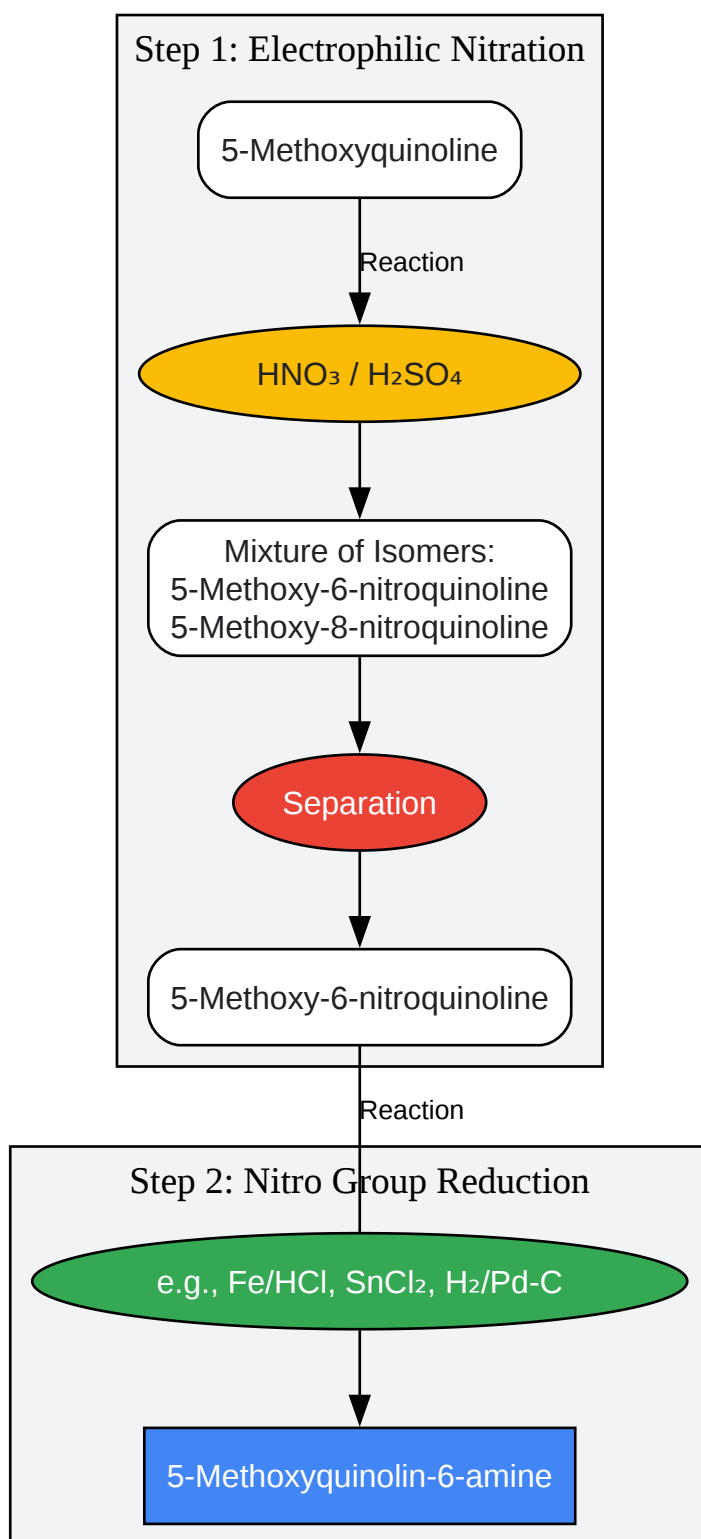 Step 1: Electrophilic Nitration
5-Methoxyquinoline
Reaction
HNO₃ / H₂SO₄
Mixture of Isomers:
5-Methoxy-6-nitroquinoline
5-Methoxy-8-nitroquinoline
Separation
5-Methoxy-6-nitroquinoline
Reaction
Step 2: Nitro Group Reduction
e.g., Fe/HCl, SnCl₂, H₂/Pd-C
5-Methoxyquinolin-6-amine